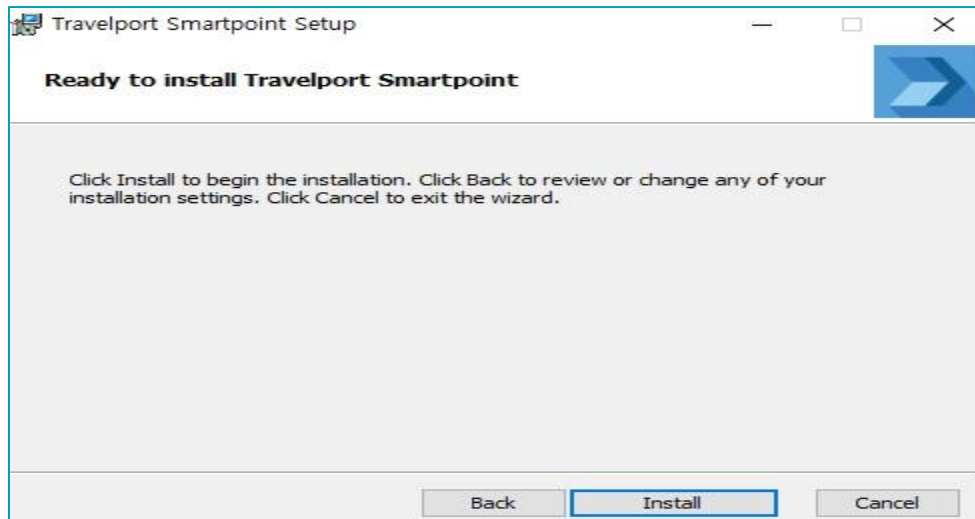 Travelport Smartpoint Setup
Ready to install Travelport Smartpoint
Click Install to begin the installation. Click Back to review or change any of your
installation settings. Click Cancel to exit the wizard.
Back Install Cancel